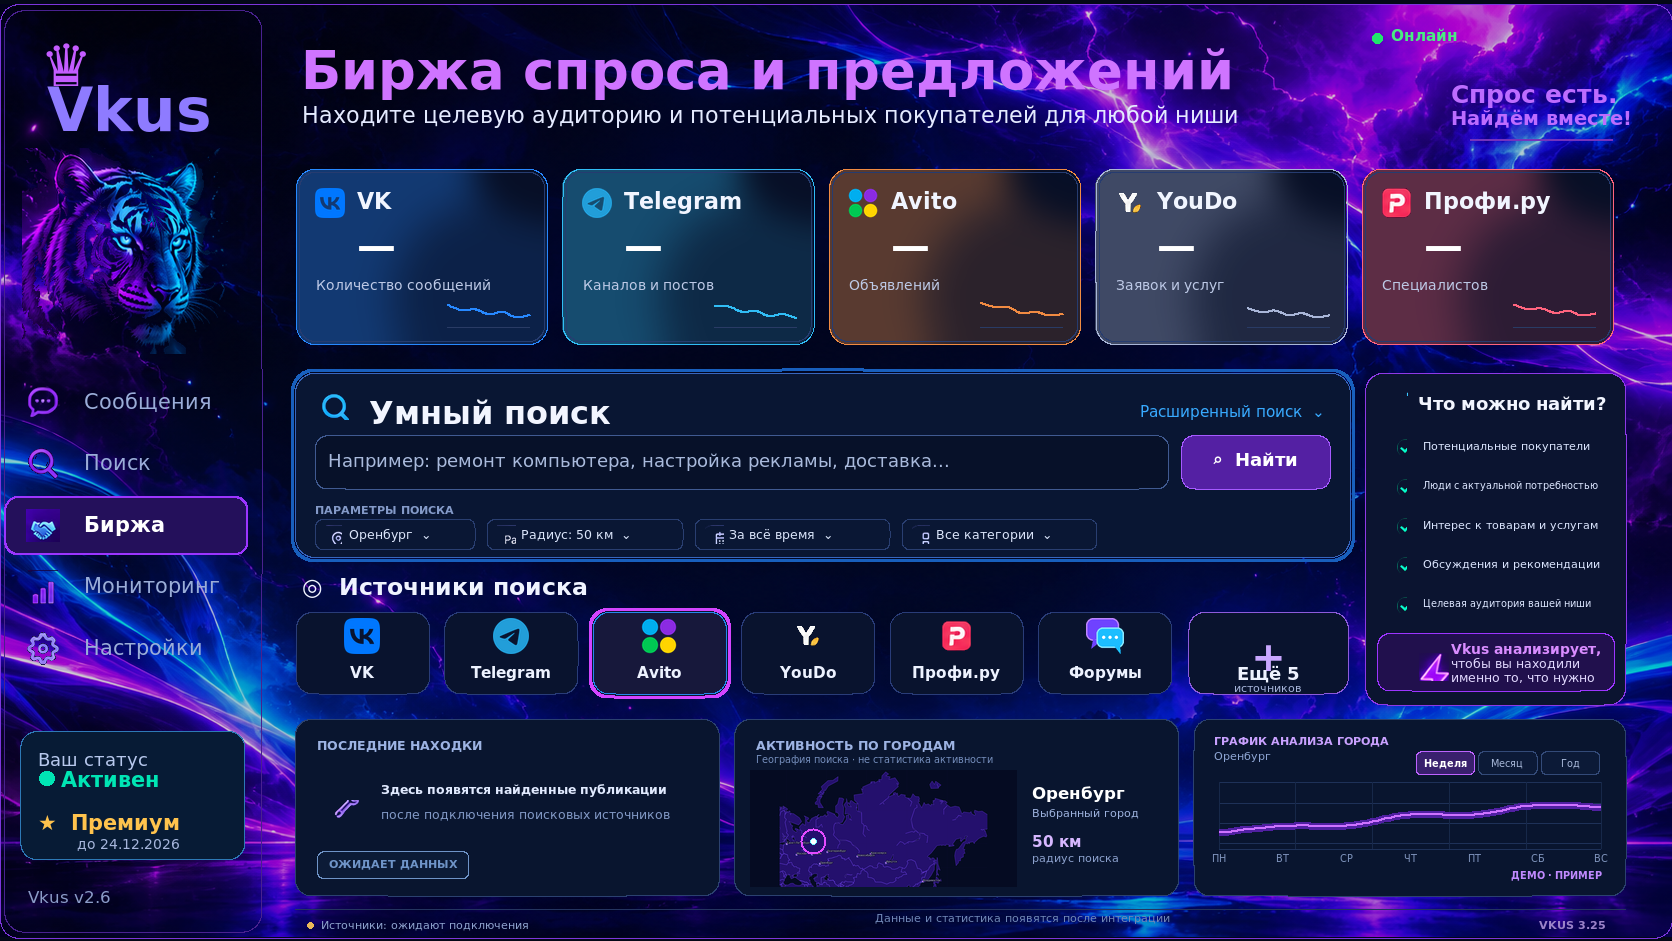 Vkus
Сообщения
Поиск
Биржа
Мониторинг
Настройки
Ваш статус
Активен
★ Премиум
до 24.12.2026
Vkus v2.6
Биржа спроса и предложений
Находите целевую аудиторию и потенциальных покупателей для любой ниши
Онлайн
Спрос есть.
Найдём вместе!
VK
—
Количество сообщений
Telegram
—
Каналов и постов
Avito
—
Объявлений
YouDo
—
Заявок и услуг
Профи.ру
—
Специалистов
Умный поиск
Расширенный поиск
Например: ремонт компьютера, настройка рекламы, доставка...
Найти
ПАРАМЕТРЫ ПОИСКА
Оренбург
Ра Радиус: 50 км
За всё время
Все категории
Что можно найти?
Потенциальные покупатели
Люди с актуальной потребностью
Интерес к товарам и услугам
Обсуждения и рекомендации
Целевая аудитория вашей ниши
Vkus анализирует,
чтобы вы находили
именно то, что нужно
Источники поиска
VK
Telegram
Avito
YouDo
Профи.ру
Форумы
+
Ещё 5
источников
ПОСЛЕДНИЕ НАХОДКИ
Здесь появятся найденные публикации
после подключения поисковых источников
ОЖИДАЕТ ДАННЫХ
АКТИВНОСТЬ ПО ГОРОДАМ
География поиска · не статистика активности
Оренбург
Выбранный город
50 км
радиус поиска
ГРАФИК АНАЛИЗА ГОРОДА
Оренбург
Неделя
Месяц
Год
ПН ВТ СР ЧТ ПТ СБ ВС
ДЕМО · ПРИМЕР
Источники: ожидают подключения
Данные и статистика появятся после интеграции
VKUS 3.25